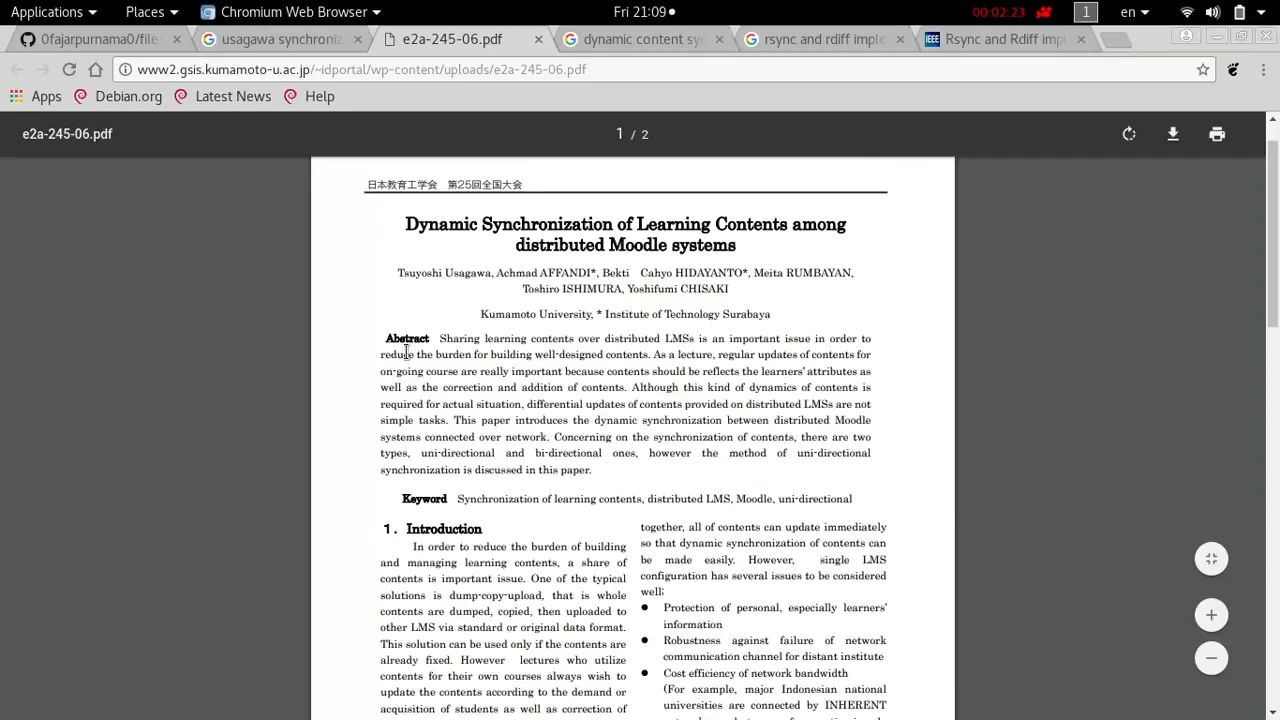 Applications Places Chromium Web Browser Fri 21:09 00:02:23 1 en
0fajarpurnama0/file- usagawa synchroniz e2a-245-06.pdf dynamic content sy rsync and rdiff imple IEEE Rsync and Rdiff imp
www2.gsis.kumamoto-u.ac.jp/~idportal/wp-content/uploads/e2a-245-06.pdf
Apps Debian.org Latest News Help
e2a-245-06.pdf 1 / 2
日本教育工学会 第25回全国大会
Dynamic Synchronization of Learning Contents among
distributed Moodle systems
Tsuyoshi Usagawa, Achmad AFFANDI*, Bekti Cahyo HIDAYANTO*, Meita RUMBAYAN,
Toshiro ISHIMURA, Yoshifumi CHISAKI
Kumamoto University, * Institute of Technology Surabaya
Abstract Sharing learning contents over distributed LMSs is an important issue in order to
reduce the burden for building well-designed contents. As a lecture, regular updates of contents for
on-going course are really important because contents should be reflects the learners' attributes as
well as the correction and addition of contents. Although this kind of dynamics of contents is
required for actual situation, differential updates of contents provided on distributed LMSs are not
simple tasks. This paper introduces the dynamic synchronization between distributed Moodle
systems connected over network. Concerning on the synchronization of contents, there are two
types, uni-directional and bi-directional ones, however the method of uni-directional
synchronization is discussed in this paper.
Keyword Synchronization of learning contents, distributed LMS, Moodle, uni-directional
1. Introduction
In order to reduce the burden of building
and managing learning contents, a share of
contents is important issue. One of the typical
solutions is dump-copy-upload, that is whole
contents are dumped, copied, then uploaded to
other LMS via standard or original data format.
This solution can be used only if the contents are
already fixed. However lectures who utilize
contents for their own courses always wish to
update the contents according to the demand or
acquisition of students as well as correction of
together, all of contents can update immediately
so that dynamic synchronization of contents can
be made easily. However, single LMS
configuration has several issues to be considered
well;
● Protection of personal, especially learners'
information
● Robustness against failure of network
communication channel for distant institute
● Cost efficiency of network bandwidth
(For example, major Indonesian national
universities are connected by INHERENT